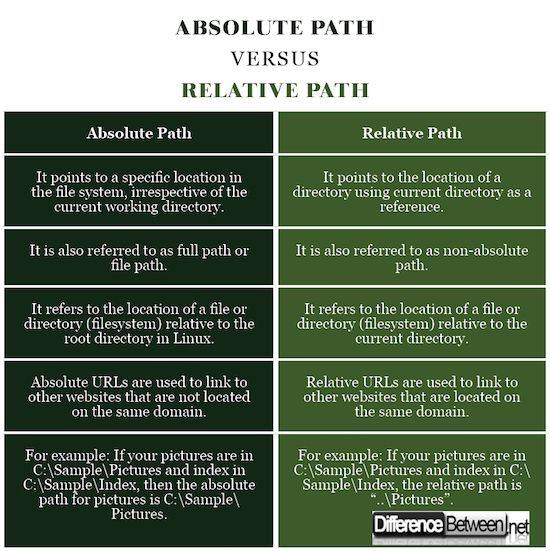 ABSOLUTE PATH
VERSUS
RELATIVE PATH
Absolute Path
Relative Path
It points to a specific location in
the file system, irrespective of the
current working directory.
It points to the location of a
directory using current directory as a
reference.
It is also referred to as full path or
file path.
It is also referred to as non-absolute
path.
It refers to the location of a file or
directory (filesystem) relative to the
root directory in Linux.
It refers to the location of a file or
directory (filesystem) relative to the
current directory.
Absolute URLs are used to link to
other websites that are not located
on the same domain.
Relative URLs are used to link to
other websites that are located on
the same domain.
For example: If your pictures are in
C:\Sample\Pictures and index in
C:\Sample\Index, then the absolute
path for pictures is C:\Sample\
Pictures.
For example: If your pictures are in
C:\Sample\Pictures and index in C:\
Sample\Index, the relative path is
“..\Pictures”.
Difference Between.net